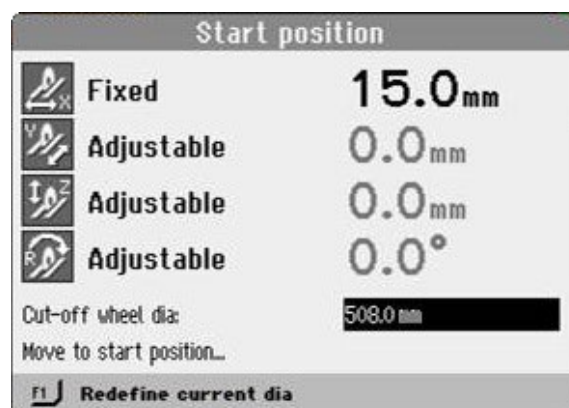 Start position
X Fixed 15.0mm
Y Adjustable 0.0mm
Z Adjustable 0.0mm
R Adjustable 0.0°
Cut-off wheel dia: 508.0 mm
Move to start position...
F1 Redefine current dia